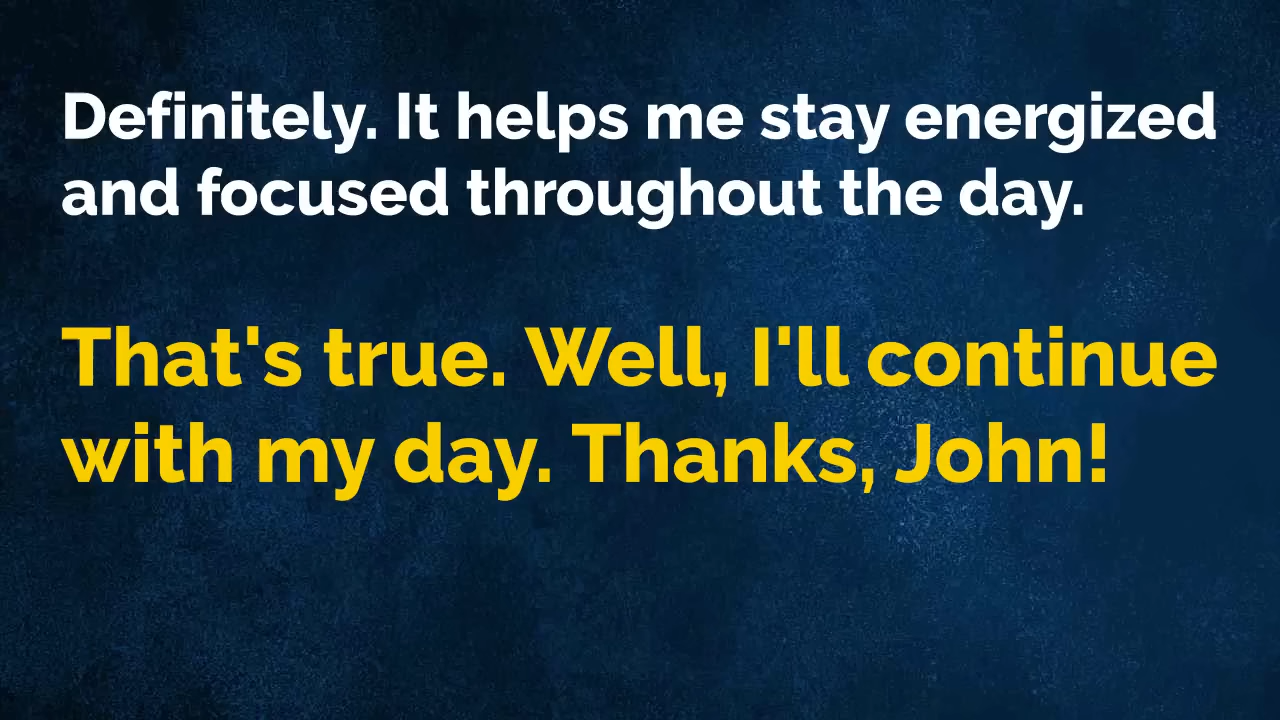 Definitely. It helps me stay energized
and focused throughout the day.
That's true. Well, I'll continue
with my day. Thanks, John!